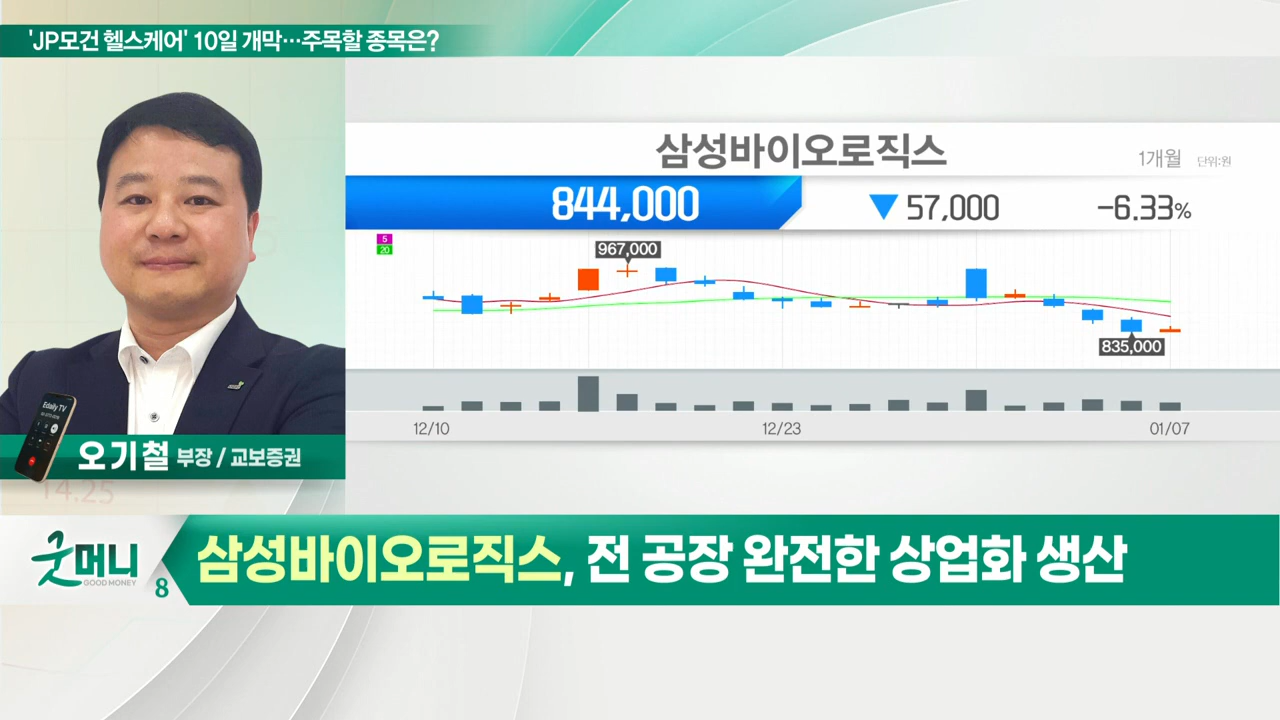 'JP모건 헬스케어' 10일 개막…주목할 종목은?
삼성바이오로직스
1개월 단위:원
844,000 ▼ 57,000 -6.33%
5
20
967,000
835,000
12/10 12/23 01/07
Edaily TV
오기철 부장 / 교보증권
14.25
굿머니
GOOD MONEY
8
삼성바이오로직스, 전 공장 완전한 상업화 생산